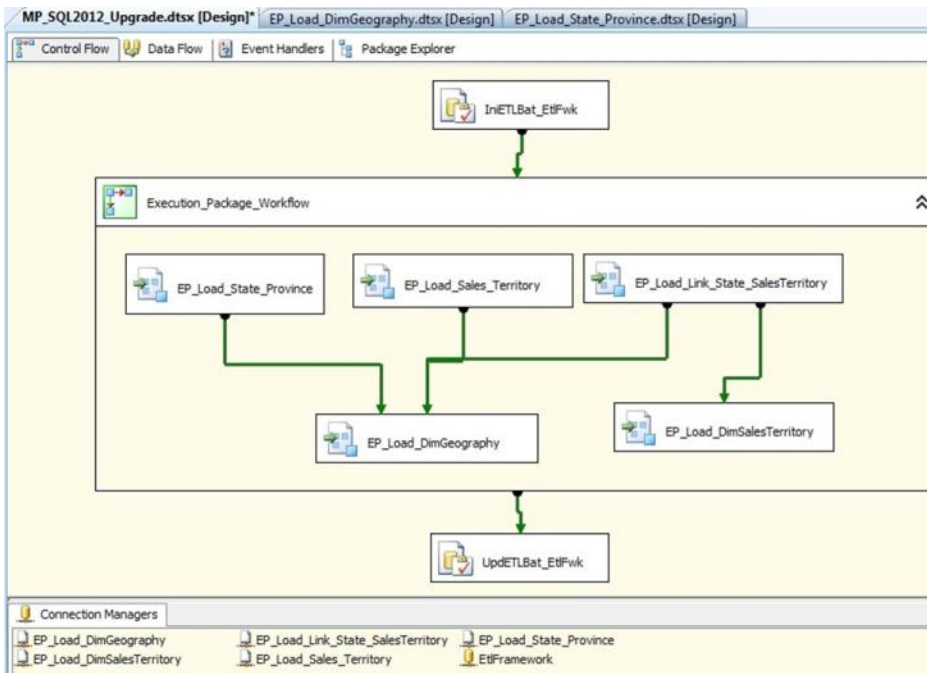 MP_SQL2012_Upgrade.dtsx [Design]* EP_Load_DimGeography.dtsx [Design] EP_Load_State_Province.dtsx [Design]
Control Flow Data Flow Event Handlers Package Explorer
IniETLBat_EtlFwk
Execution_Package_Workflow
EP_Load_State_Province EP_Load_Sales_Territory EP_Load_Link_State_SalesTerritory
EP_Load_DimGeography EP_Load_DimSalesTerritory
UpdETLBat_EtlFwk
Connection Managers
EP_Load_DimGeography EP_Load_Link_State_SalesTerritory EP_Load_State_Province
EP_Load_DimSalesTerritory EP_Load_Sales_Territory EtlFramework